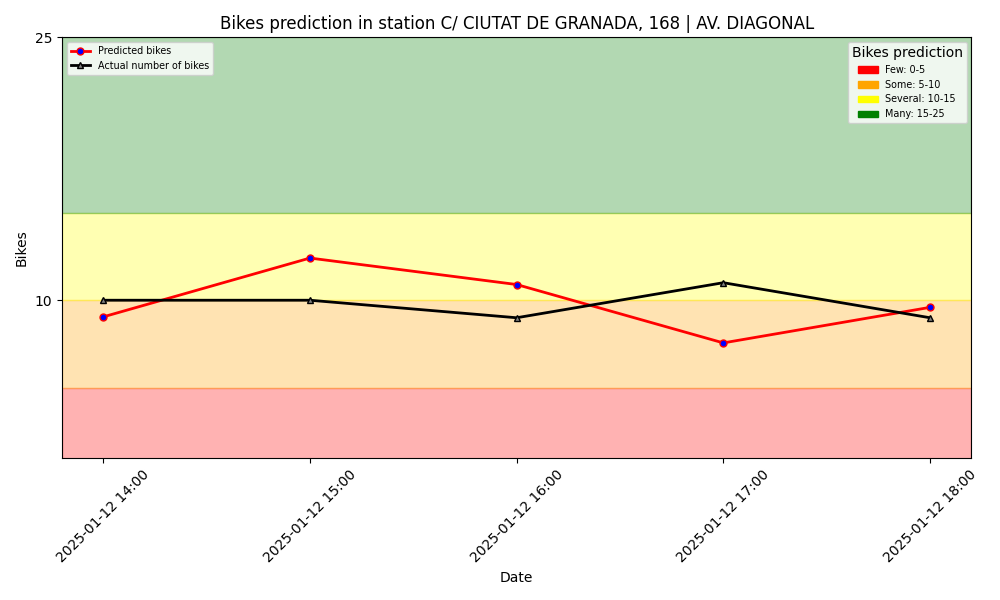 Bikes prediction in station C/ CIUTAT DE GRANADA, 168 | AV. DIAGONAL
25
Predicted bikes
Actual number of bikes
Bikes prediction
Few: 0-5
Some: 5-10
Several: 10-15
Many: 15-25
Bikes
10
2025-01-12 14:00
2025-01-12 15:00
2025-01-12 16:00
2025-01-12 17:00
2025-01-12 18:00
Date